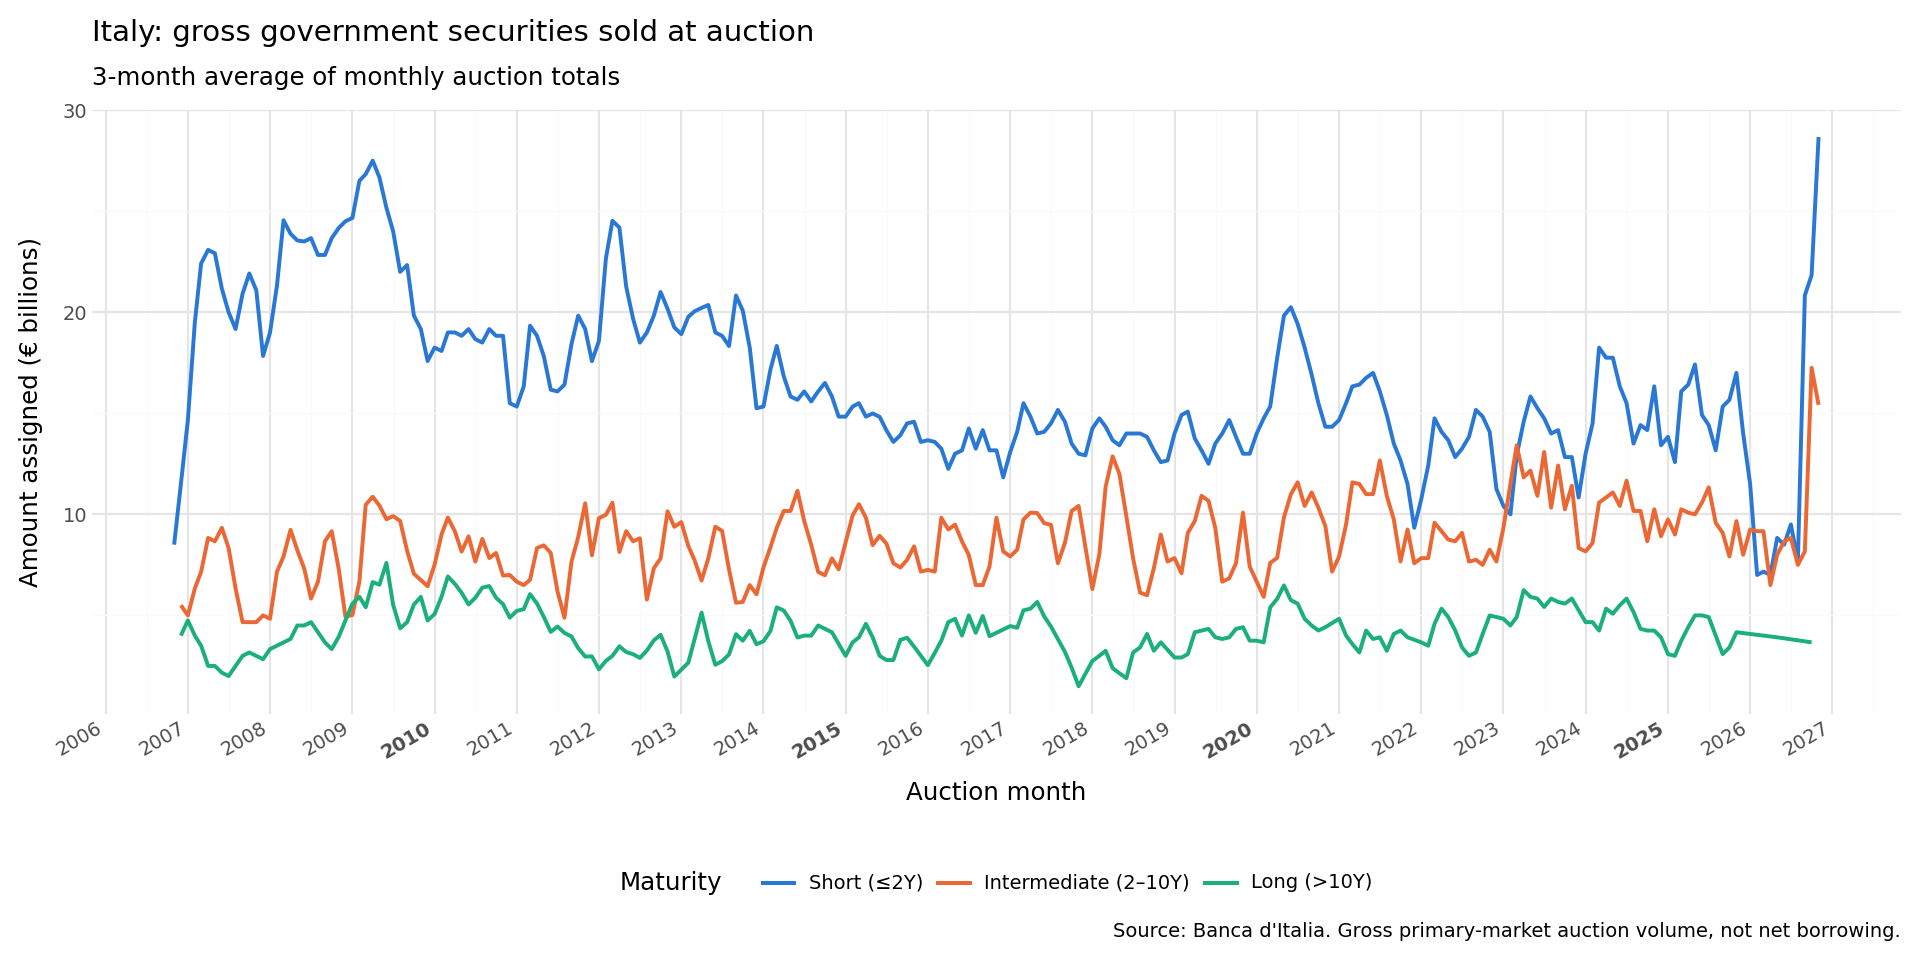 Italy: gross government securities sold at auction
3-month average of monthly auction totals
Amount assigned (€ billions)
30
20
10
2006 2007 2008 2009 2010 2011 2012 2013 2014 2015 2016 2017 2018 2019 2020 2021 2022 2023 2024 2025 2026 2027
Auction month
Maturity Short (≤2Y) Intermediate (2–10Y) Long (>10Y)
Source: Banca d'Italia. Gross primary-market auction volume, not net borrowing.